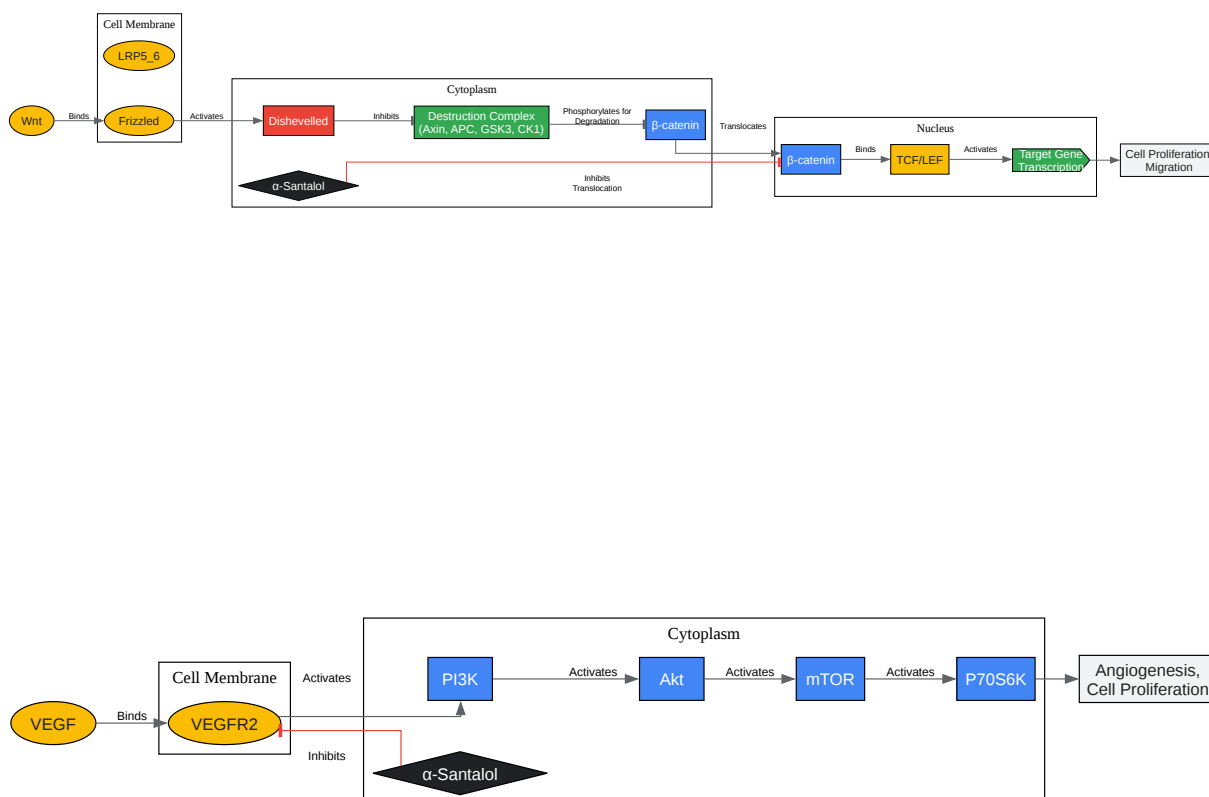 Cell Membrane
LRP5_6
Wnt
Binds
Frizzled
Activates
Cytoplasm
Dishevelled
Inhibits
Destruction Complex
(Axin, APC, GSK3, CK1)
Phosphorylates for
Degradation
β-catenin
α-Santalol
Inhibits
Translocation
Translocates
Nucleus
β-catenin
Binds
TCF/LEF
Activates
Target Gene
Transcription
Cell Proliferation
Migration
VEGF
Binds
Cell Membrane
VEGFR2
Activates
Inhibits
Cytoplasm
PI3K
Activates
Akt
Activates
mTOR
Activates
P70S6K
α-Santalol
Angiogenesis,
Cell Proliferation